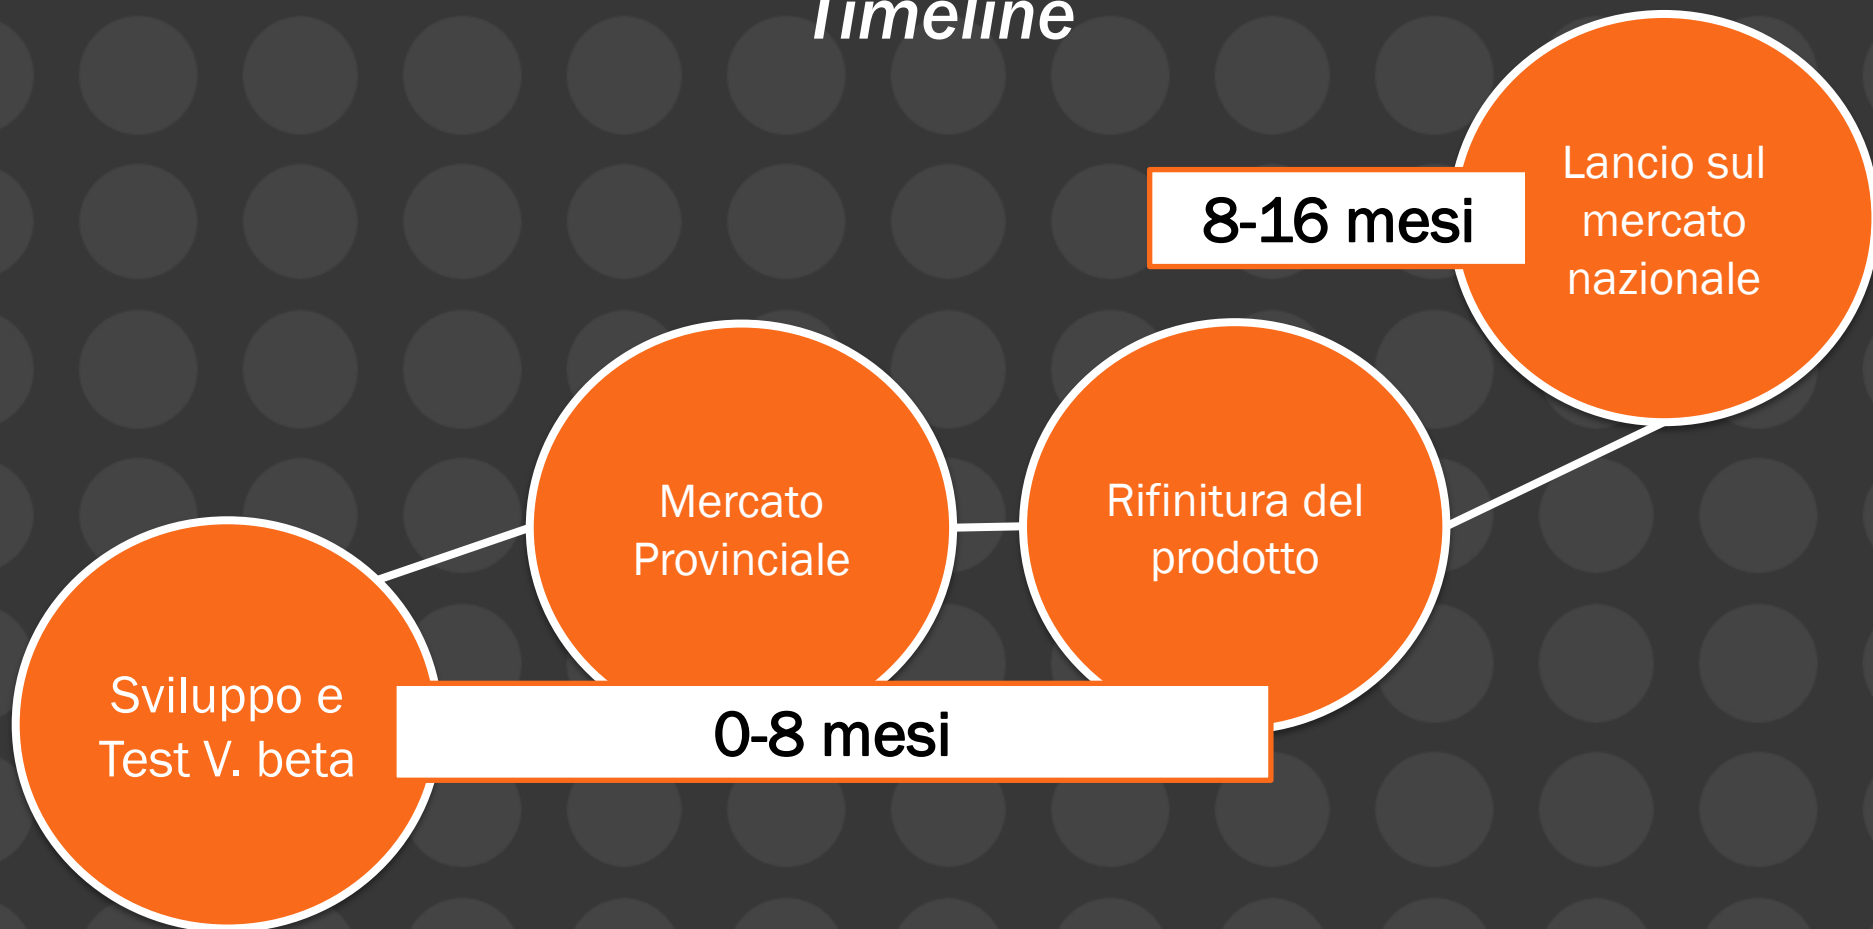 Timeline
8-16 mesi
Lancio sul
mercato
nazionale
Mercato
Provinciale
Rifinitura del
prodotto
Sviluppo e
Test V. beta
0-8 mesi